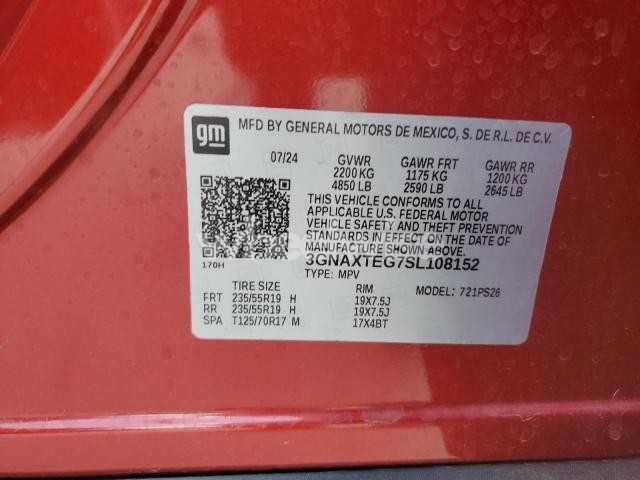 gm MFD BY GENERAL MOTORS DE MEXICO, S. DE R.L. DE C.V.
07/24 GVWR GAWR FRT GAWR RR
2200 KG 1175 KG 1200 KG
4850 LB 2590 LB 2645 LB
THIS VEHICLE CONFORMS TO ALL
APPLICABLE U.S. FEDERAL MOTOR
VEHICLE SAFETY AND THEFT PREVENTION
STANDARDS IN EFFECT ON THE DATE OF
MANUFACTURE SHOWN ABOVE.
3GNAXTEG7SL108152
170H
TYPE: MPV
TIRE SIZE RIM MODEL: 721PS26
FRT 235/55R19 H 19X7.5J
RR 235/55R19 H 19X7.5J
SPA T125/70R17 M 17X4BT